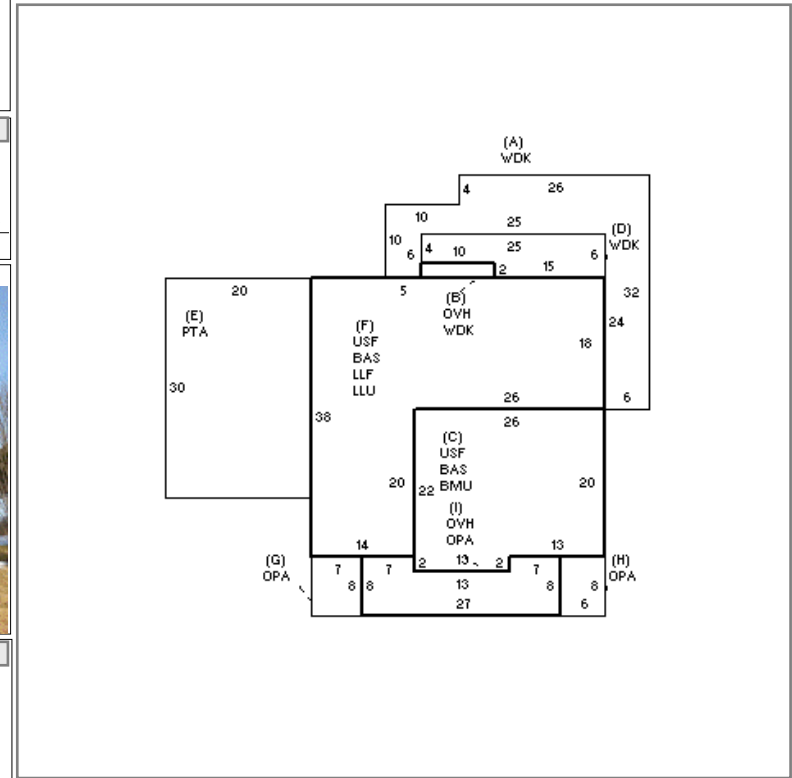 (A)
WDK
4
26
10
25
10
6
4
10
25
6
(D)
WDK
2
15
20
5
(B)
OVH
WDK
32
(E)
PTA
(F)
USF
BAS
LLF
LLU
24
18
30
26
6
38
26
(C)
USF
BAS
BMU
20
22
20
(I)
OVH
OPA
14
13
(G)
OPA
7
7
2
13
2
7
(H)
OPA
8
8
13
8
8
27
6